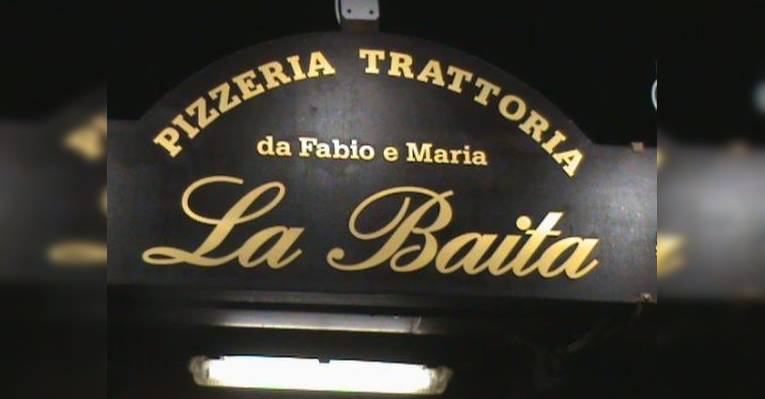 PIZZERIA TRATTORIA
da Fabio e Maria
La Baita